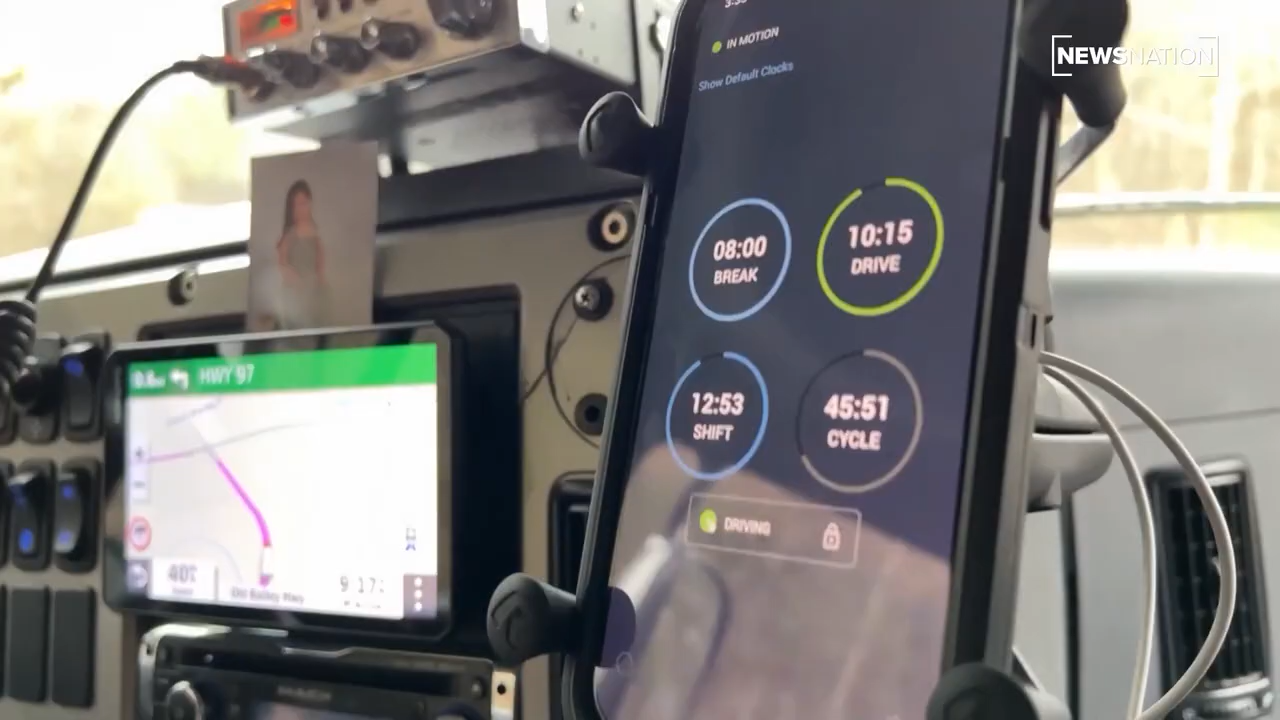 NEWSNATION
IN MOTION
Show Default Clocks
08:00
BREAK
10:15
DRIVE
12:53
SHIFT
45:51
CYCLE
DRIVING
HWY 97